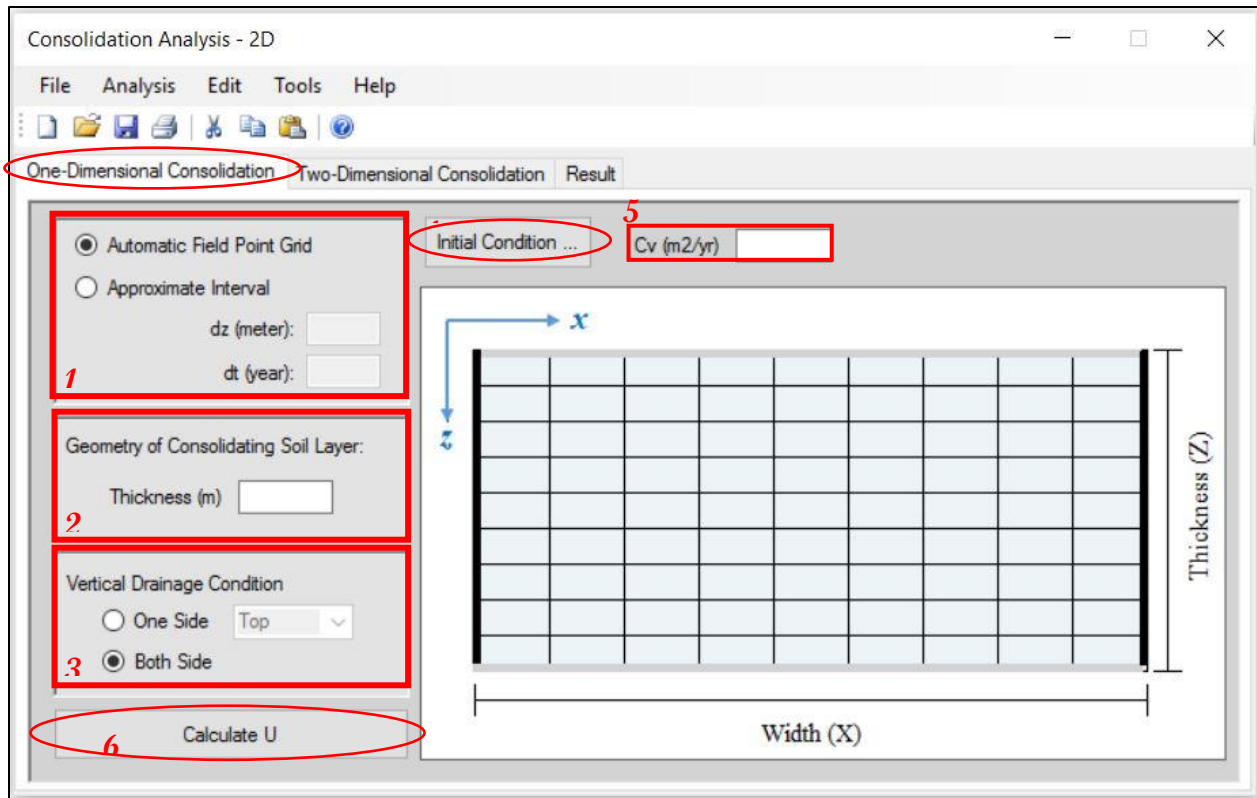 Consolidation Analysis - 2D
File Analysis Edit Tools Help
One-Dimensional Consolidation Two-Dimensional Consolidation Result
Automatic Field Point Grid
Approximate Interval
dz (meter):
dt (year):
1
Initial Condition ...
5
Cv (m2/yr)
Geometry of Consolidating Soil Layer:
Thickness (m)
2
Vertical Drainage Condition
One Side Top
Both Side
3
Calculate U
6
x
z
Thickness (Z)
Width (X)